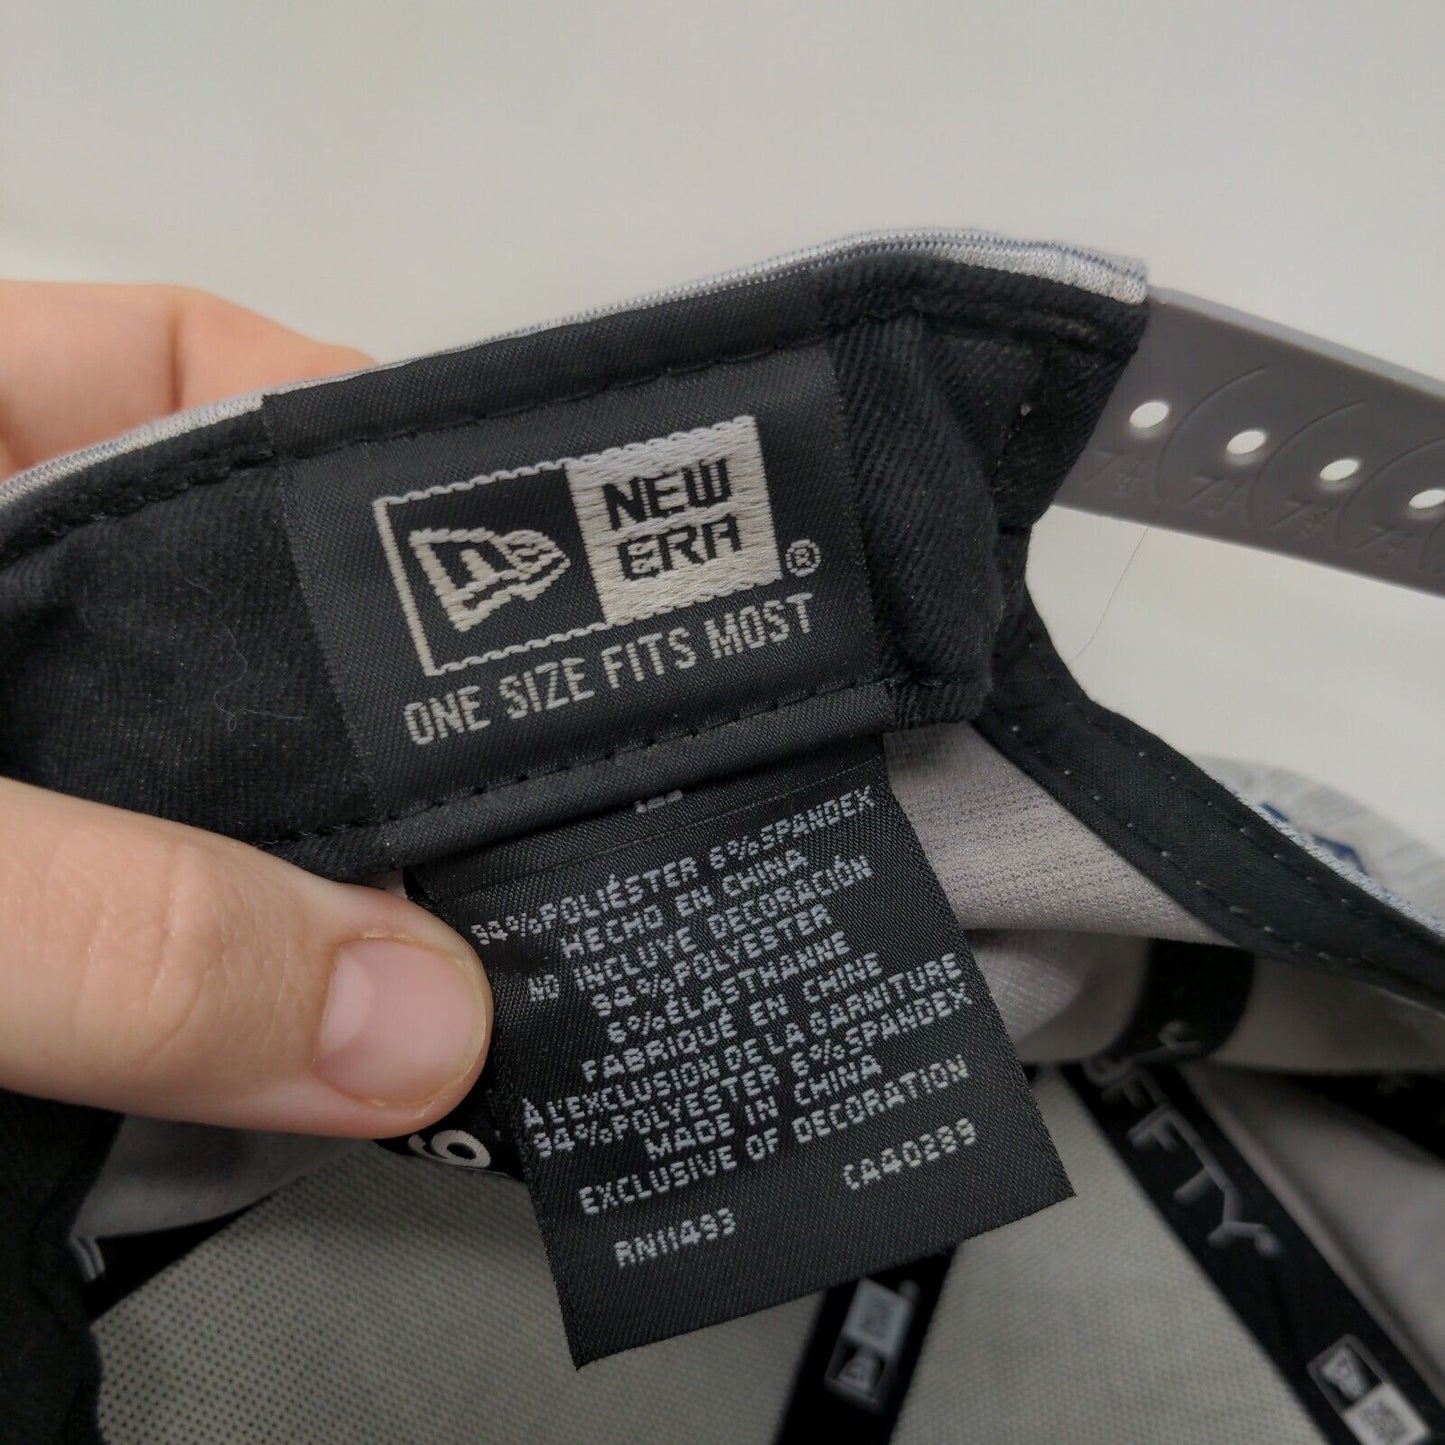 NEW
ERA
®
ONE SIZE FITS MOST
94%POLIÉSTER 6%SPANDEX
HECHO EN CHINA
NO INCLUYE DECORACIÓN
94%POLYESTER
6%ÉLASTHANNE
FABRIQUÉ EN CHINE
À L'EXCLUSION DE LA GARNITURE
94%POLYESTER 6%SPANDEX
MADE IN CHINA
EXCLUSIVE OF DECORATION
RN11493 CA40299